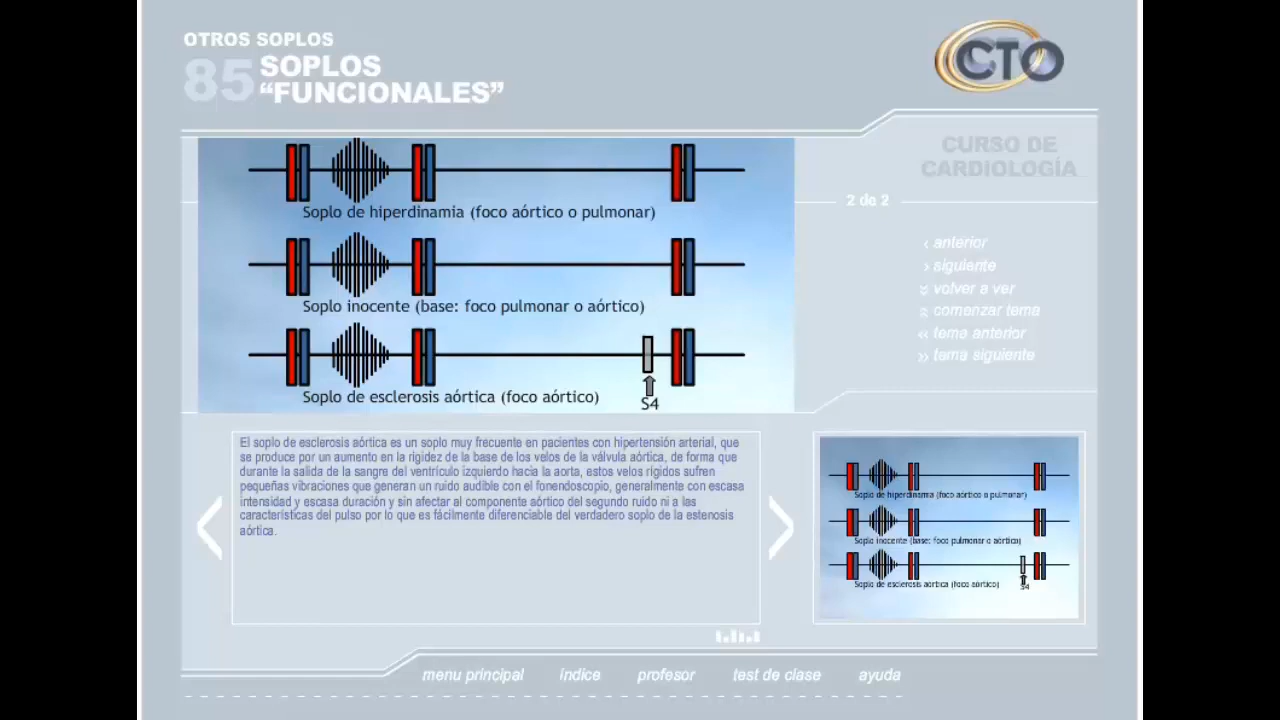 OTROS SOPLOS
85 SOPLOS
“FUNCIONALES”
CTO
CURSO DE
CARDIOLOGÍA
2 de 2
‹ anterior
› siguiente
volver a ver
comenzar tema
‹‹ tema anterior
›› tema siguiente
Soplo de hiperdinamia (foco aórtico o pulmonar)
Soplo inocente (base: foco pulmonar o aórtico)
Soplo de esclerosis aórtica (foco aórtico)
S4
El soplo de esclerosis aórtica es un soplo muy frecuente en pacientes con hipertensión arterial, que
se produce por un aumento en la rigidez de la base de los velos de la válvula aórtica, de forma que
durante la salida de la sangre del ventrículo izquierdo hacia la aorta, estos velos rígidos sufren
pequeñas vibraciones que generan un ruido audible con el fonendoscopio, generalmente con escasa
intensidad y escasa duración y sin afectar al componente aórtico del segundo ruido ni a las
características del pulso por lo que es fácilmente diferenciable del verdadero soplo de la estenosis
aórtica.
Soplo de hiperdinamia (foco aórtico o pulmonar)
Soplo inocente (base: foco pulmonar o aórtico)
Soplo de esclerosis aórtica (foco aórtico)
S4
menu principal
índice
profesor
test de clase
ayuda